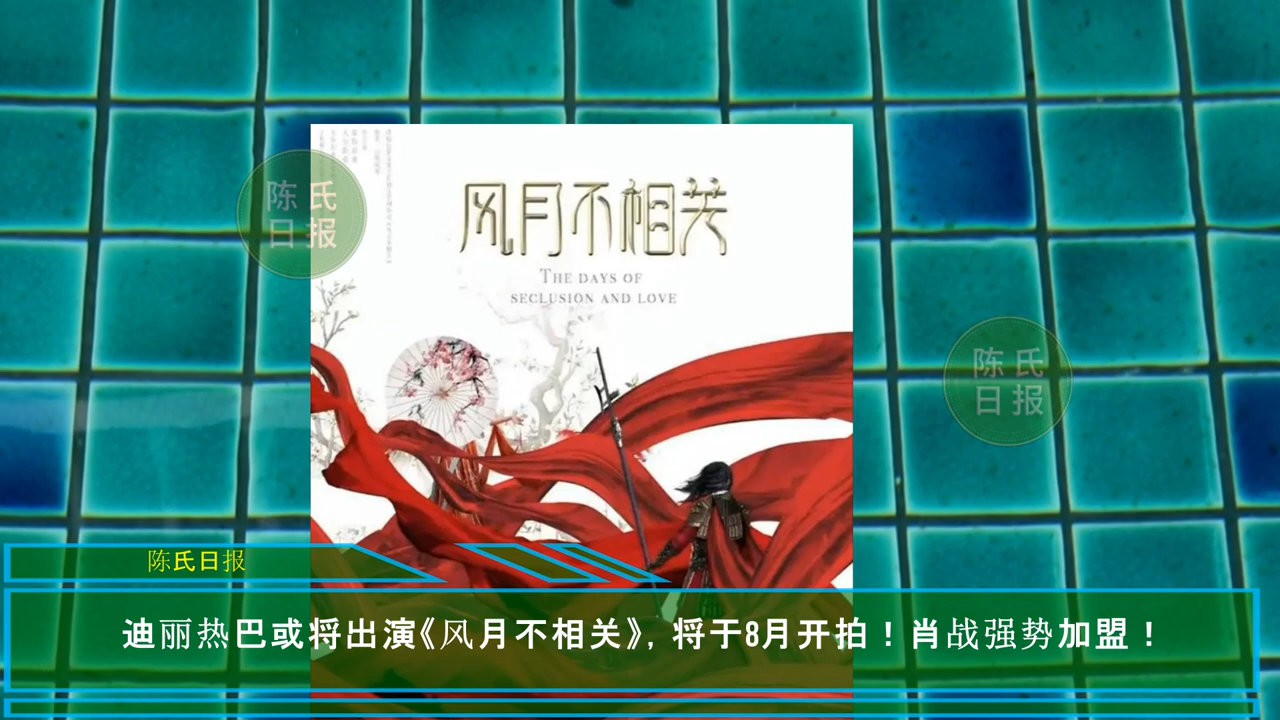 风月不相关
THE DAYS OF
SECLUSION AND LOVE
陈氏
日报
陈氏
日报
陈氏日报
迪丽热巴或将出演《风月不相关》，将于8月开拍！肖战强势加盟！